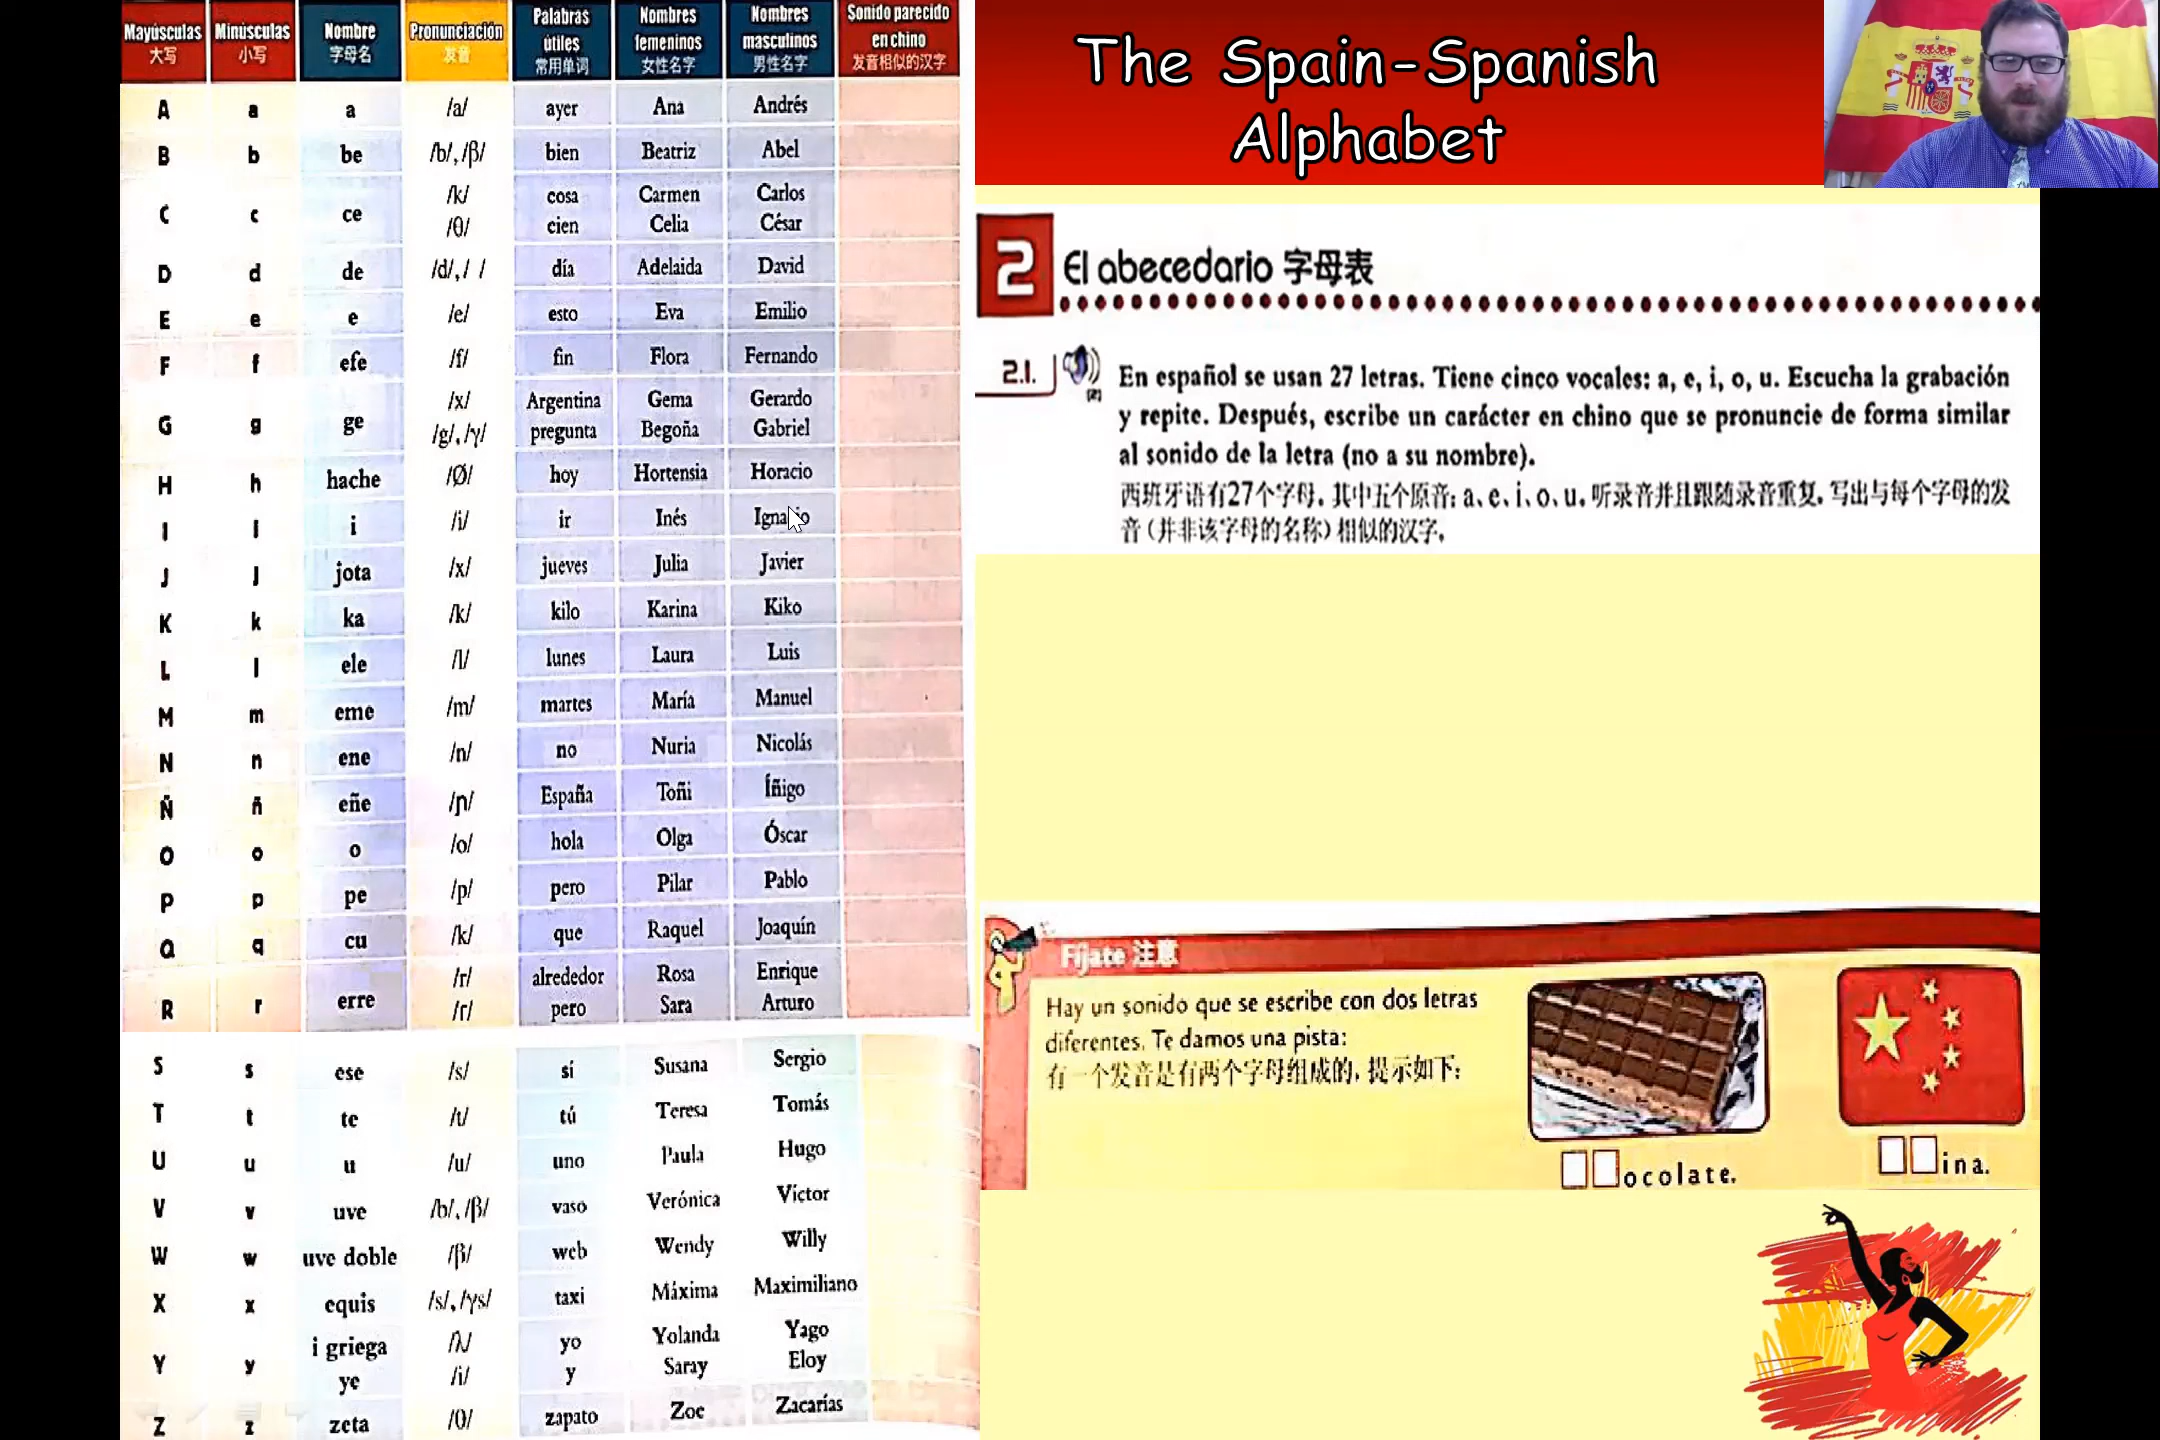 Mayúsculas 大写 Minúsculas 小写 Nombre 字母名 Pronunciación 发音 Palabras útiles 常用单词 Nombres femeninos 女性名字 Nombres masculinos 男性名字 Sonido parecido en chino 发音相似的汉字
A a a /a/ ayer Ana Andrés
B b be /b/, /β/ bien Beatriz Abel
C c ce /k/ cosa Carmen Carlos
/θ/ cien Celia César
D d de /d/, / / día Adelaida David
E e e /e/ esto Eva Emilio
F f efe /f/ fin Flora Fernando
G g ge /x/ Argentina Gema Gerardo
/g/, /γ/ pregunta Begoña Gabriel
H h hache /Ø/ hoy Hortensia Horacio
I i i /i/ ir Inés
J j jota /x/ jueves Julia Javier
K k ka /k/ kilo Karina Kiko
L l ele /l/ lunes Laura Luis
M m eme /m/ martes María Manuel
N n ene /n/ no Nuria Nicolás
Ñ ñ eñe /ɲ/ España Toñi Íñigo
O o o /o/ hola Olga Óscar
P p pe /p/ pero Pilar Pablo
Q q cu /k/ que Raquel Joaquín
R r erre /r/ alrededor Rosa Enrique
/ɾ/ pero Sara Arturo
S s ese /s/ sí Susana Sergio
T t te /t/ tú Teresa Tomás
U u u /u/ uno Paula Hugo
V v uve /b/, /β/ vaso Verónica Víctor
W w uve doble /β/ web Wendy Willy
X x equis /s/, /γs/ taxi Máxima Maximiliano
Y y i griega /λ/ yo Yolanda Yago
ye /i/ y Saray Eloy
Z z zeta /θ/ zapato Zoe Zacarías
The Spain-Spanish
Alphabet
2 El abecedario 字母表
2.1. En español se usan 27 letras. Tiene cinco vocales: a, e, i, o, u. Escucha la grabación
y repite. Después, escribe un carácter en chino que se pronuncie de forma similar
al sonido de la letra (no a su nombre).
西班牙语有27个字母，其中五个原音：a、e、i、o、u。听录音并且跟随录音重复，写出与每个字母的发
音（并非该字母的名称）相似的汉字。
Fíjate 注意
Hay un sonido que se escribe con dos letras
diferentes. Te damos una pista:
有一个发音是有两个字母组成的，提示如下：
ocolate. ina.